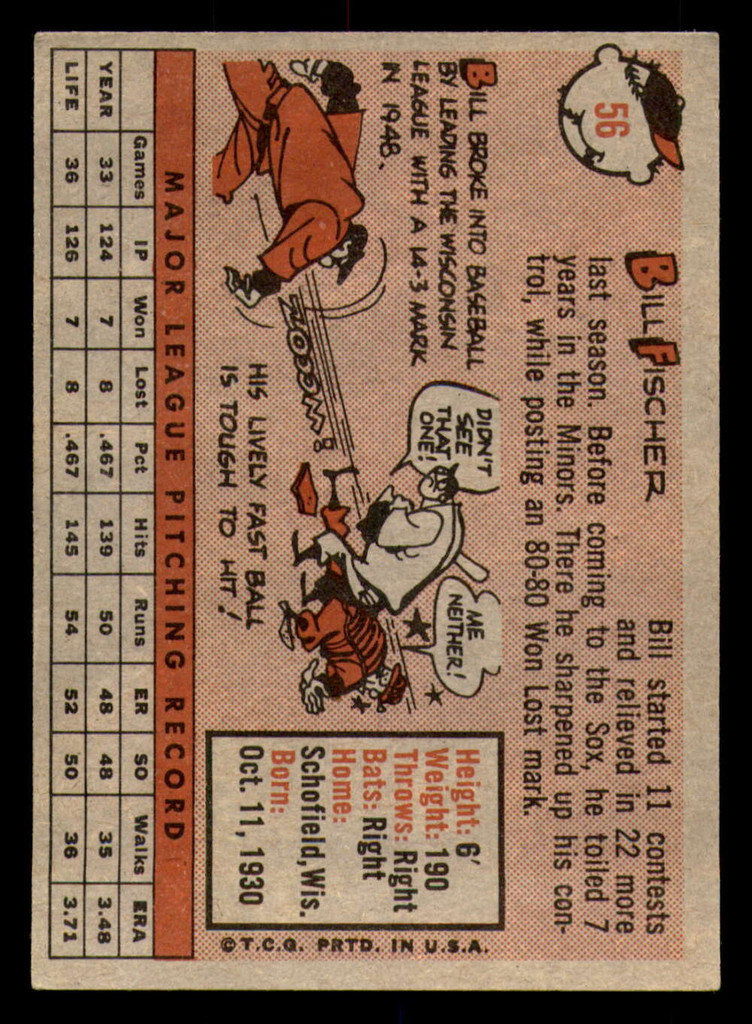 56
BILL FISCHER
Bill started 11 contests
and relieved in 22 more
last season. Before coming to the Sox, he toiled 7
years in the Minors. There he sharpened up his con-
trol, while posting an 80-80 Won Lost mark.
BILL BROKE INTO BASEBALL
BY LEADING THE WISCONSIN
LEAGUE WITH A 14-3 MARK
IN 1948.
DIDN'T
SEE
THAT
ONE!
ME
NEITHER!
WOOOM!
HIS LIVELY FAST BALL
IS TOUGH TO HIT!
Height: 6'
Weight: 190
Throws: Right
Bats: Right
Home:
Schofield, Wis.
Born:
Oct. 11, 1930
©T.C.G. PRTD. IN U.S.A.
MAJOR LEAGUE PITCHING RECORD
Games IP Won Lost Pct Hits Runs ER SO Walks ERA
YEAR 33 124 7 8 .467 139 50 48 48 35 3.48
LIFE 36 126 7 8 .467 145 54 52 50 36 3.71